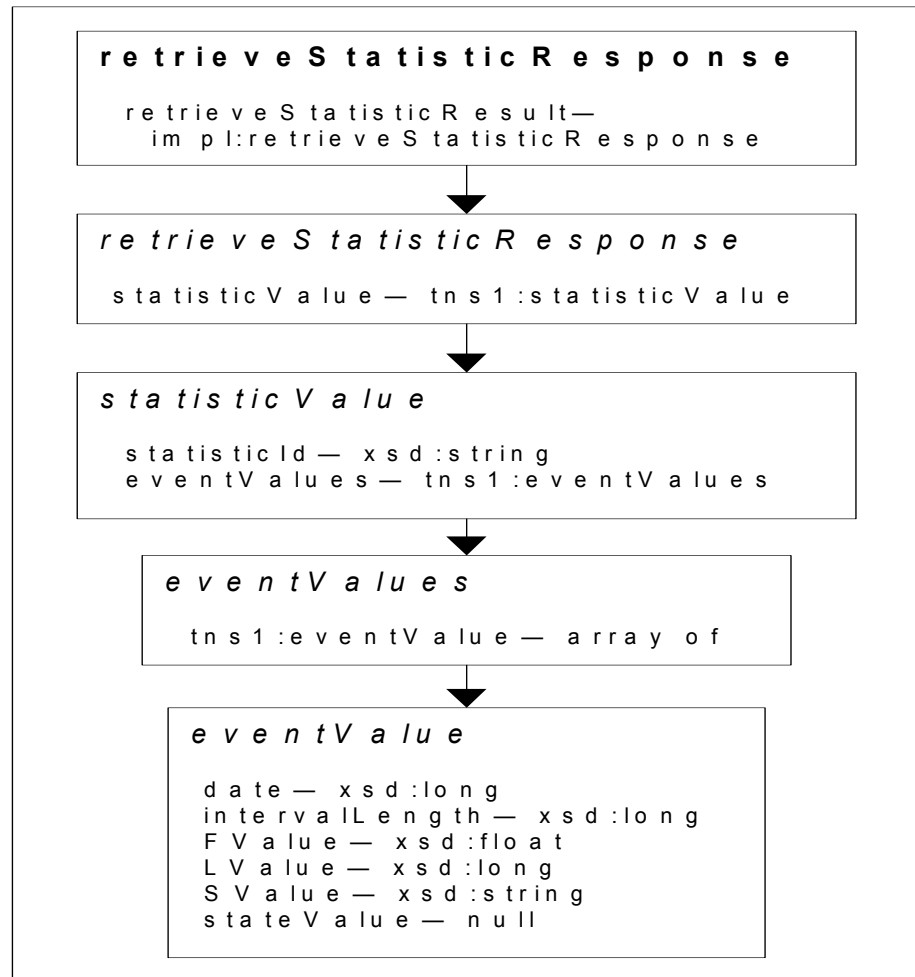 retrieveStatisticResponse
retrieveStatisticResult—
impl:retrieveStatisticResponse
retrieveStatisticResponse
statisticValue— tns1:statisticValue
statisticValue
statisticId— xsd:string
eventValues— tns1:eventValues
eventValues
tns1:eventValue— array of
eventValue
date— xsd:long
intervalLength— xsd:long
FValue— xsd:float
LValue— xsd:long
SValue— xsd:string
stateValue— null